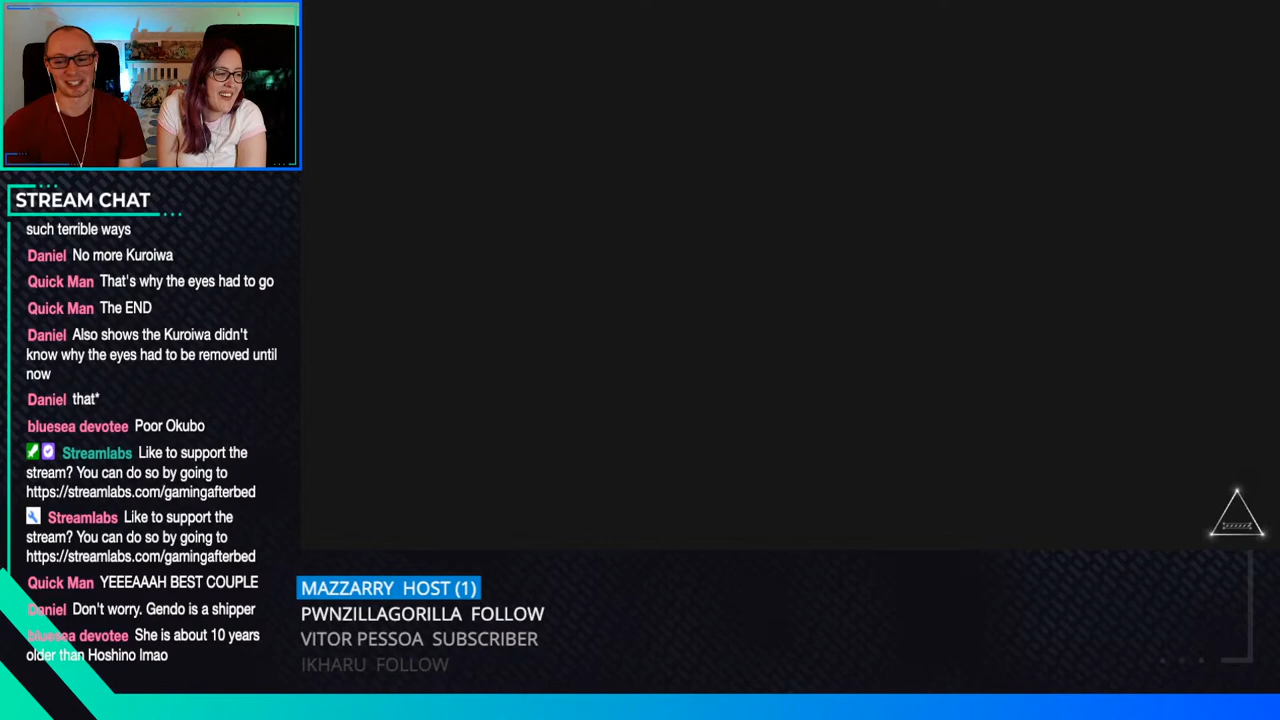 STREAM CHAT
such terrible ways
Daniel No more Kuroiwa
Quick Man That's why the eyes had to go
Quick Man The END
Daniel Also shows the Kuroiwa didn't
know why the eyes had to be removed until
now
Daniel that*
bluesea devotee Poor Okubo
Streamlabs Like to support the
stream? You can do so by going to
https://streamlabs.com/gamingafterbed
Streamlabs Like to support the
stream? You can do so by going to
https://streamlabs.com/gamingafterbed
Quick Man YEEEAAAH BEST COUPLE
Daniel Don't worry. Gendo is a shipper
bluesea devotee She is about 10 years
older than Hoshino lmao
MAZZARRY HOST (1)
PWNZILLAGORILLA FOLLOW
VITOR PESSOA SUBSCRIBER
IKHARU FOLLOW